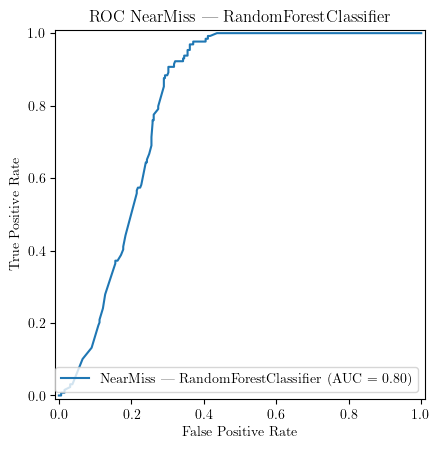 ROC NearMiss — RandomForestClassifier
True Positive Rate
1.0
0.8
0.6
0.4
0.2
0.0
NearMiss — RandomForestClassifier (AUC = 0.80)
0.0 0.2 0.4 0.6 0.8 1.0
False Positive Rate